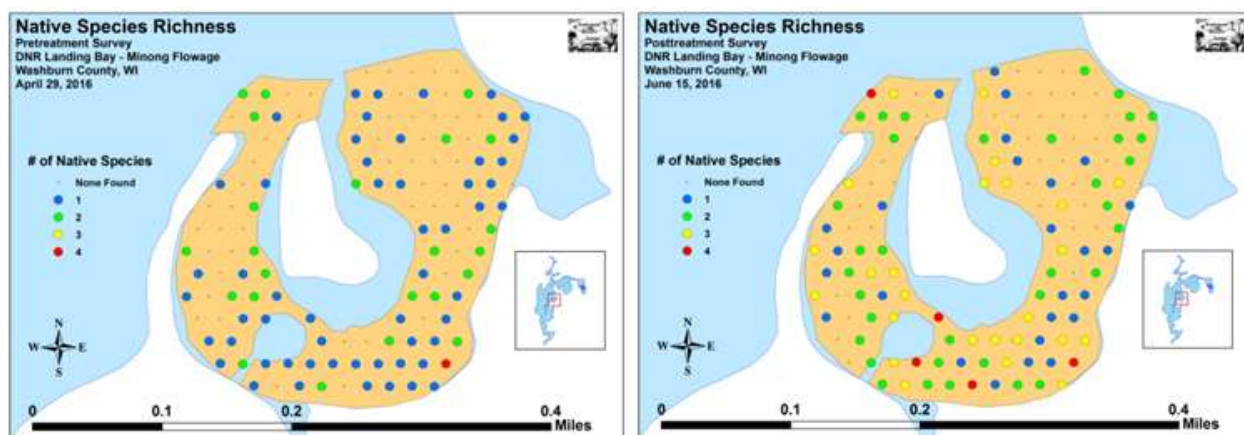 Native Species Richness
Pretreatment Survey
DNR Landing Bay - Minong Flowage
Washburn County, WI
April 29, 2016
# of Native Species
None Found
1
2
3
4
N
W E
S
0 0.1 0.2 0.4
Miles
Native Species Richness
Posttreatment Survey
DNR Landing Bay - Minong Flowage
Washburn County, WI
June 15, 2016
# of Native Species
None Found
1
2
3
4
N
W E
S
0 0.1 0.2 0.4
Miles